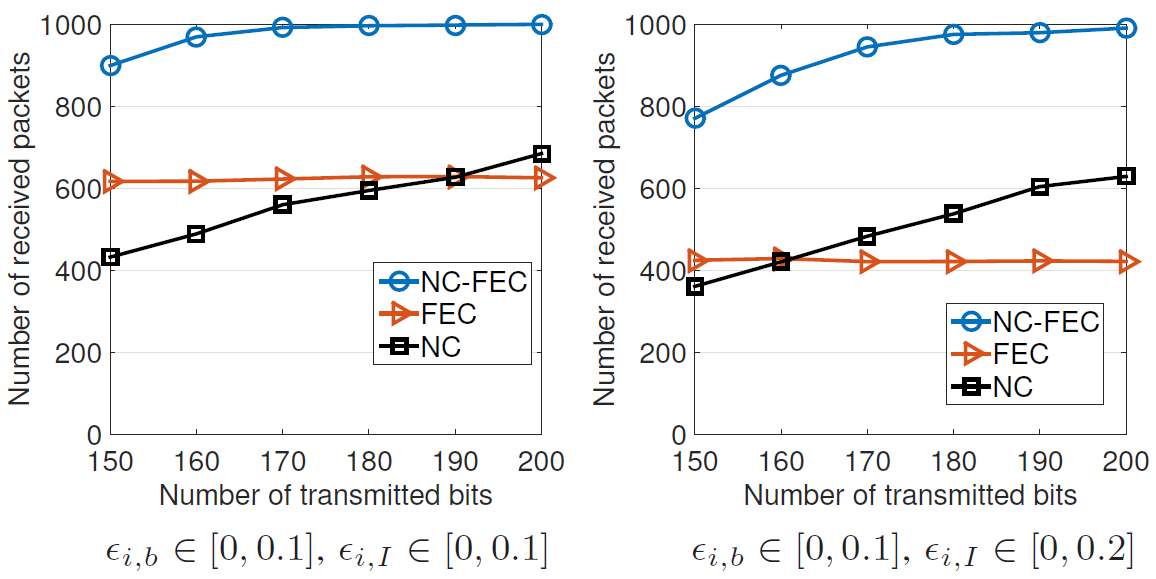 1000
800
600
400
200
0
Number of received packets
NC-FEC
FEC
NC
150 160 170 180 190 200
Number of transmitted bits
ϵi,b ∈ [0, 0.1], ϵi,I ∈ [0, 0.1]
1000
800
600
400
200
0
Number of received packets
NC-FEC
FEC
NC
150 160 170 180 190 200
Number of transmitted bits
ϵi,b ∈ [0, 0.1], ϵi,I ∈ [0, 0.2]